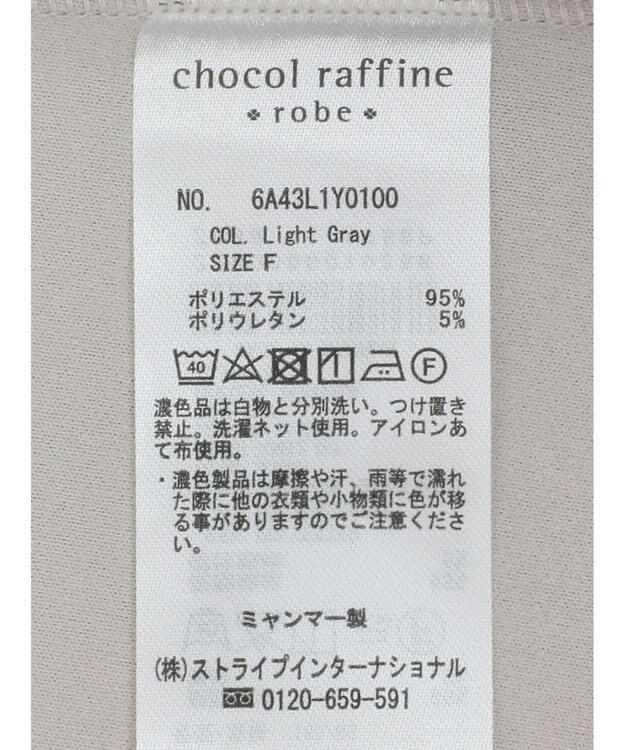 chocol raffine
robe
NO. 6A43L1Y0100
COL. Light Gray
SIZE F
ポリエステル 95%
ポリウレタン 5%
40 F
濃色品は白物と分別洗い。つけ置き
禁止。洗濯ネット使用。アイロンあ
て布使用。
・濃色製品は摩擦や汗、雨等で濡れ
た際に他の衣類や小物類に色が移
る事がありますのでご注意くださ
い。
ミャンマー製
(株)ストライプインターナショナル
0120-659-591